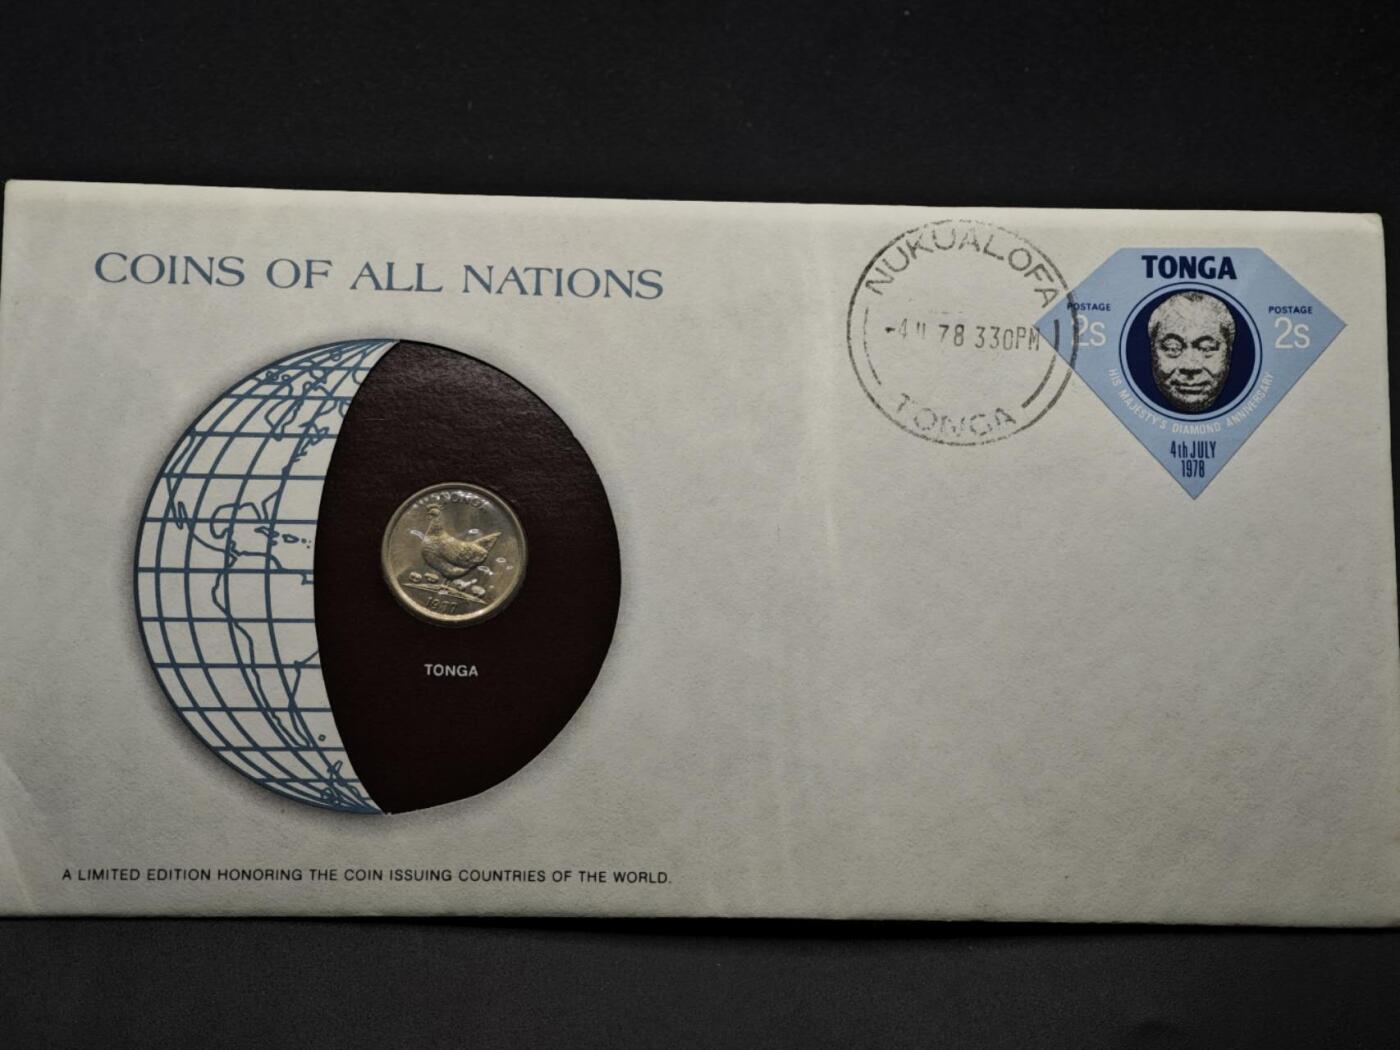 COINS OF ALL NATIONS
NUKUALOFA
-4 78 330PM
TONGA
TONGA
POSTAGE POSTAGE
2s 2s
HIS MAJESTY'S DIAMOND ANNIVERSARY
4th JULY
1978
1977
TONGA
A LIMITED EDITION HONORING THE COIN ISSUING COUNTRIES OF THE WORLD.